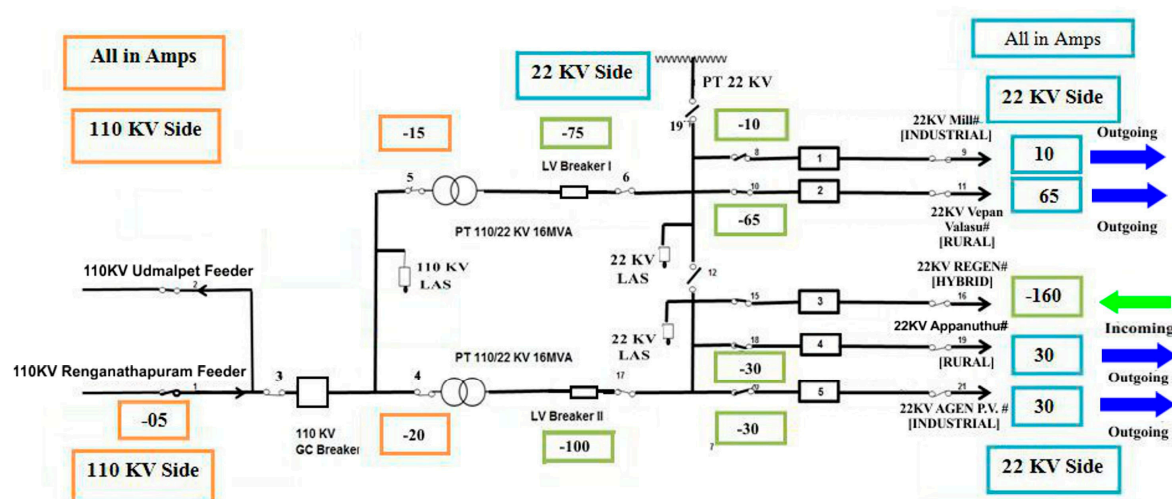 All in Amps
110 KV Side
22 KV Side
All in Amps
22 KV Side
PT 22 KV
-15
-75
19
-10
22KV Mill#
[INDUSTRIAL]
Outgoing
LV Breaker I
8
1
9
10
5
6
10
2
11
65
Outgoing
-65
22KV Vepan
Valasu#
[RURAL]
PT 110/22 KV 16MVA
22 KV
LAS
110 KV
LAS
12
22KV REGEN#
[HYBRID]
110KV Udmalpet Feeder
2
15
3
16
-160
Incoming
22KV Appanuthu#
22 KV
LAS
18
4
19
[RURAL]
30
Outgoing
PT 110/22 KV 16MVA
-30
110KV Renganathapuram Feeder
1
3
4
17
5
21
30
-05
110 KV
GC Breaker
-20
LV Breaker II
-100
-30
7
22KV AGEN P.V. #
[INDUSTRIAL]
Outgoing
110 KV Side
22 KV Side